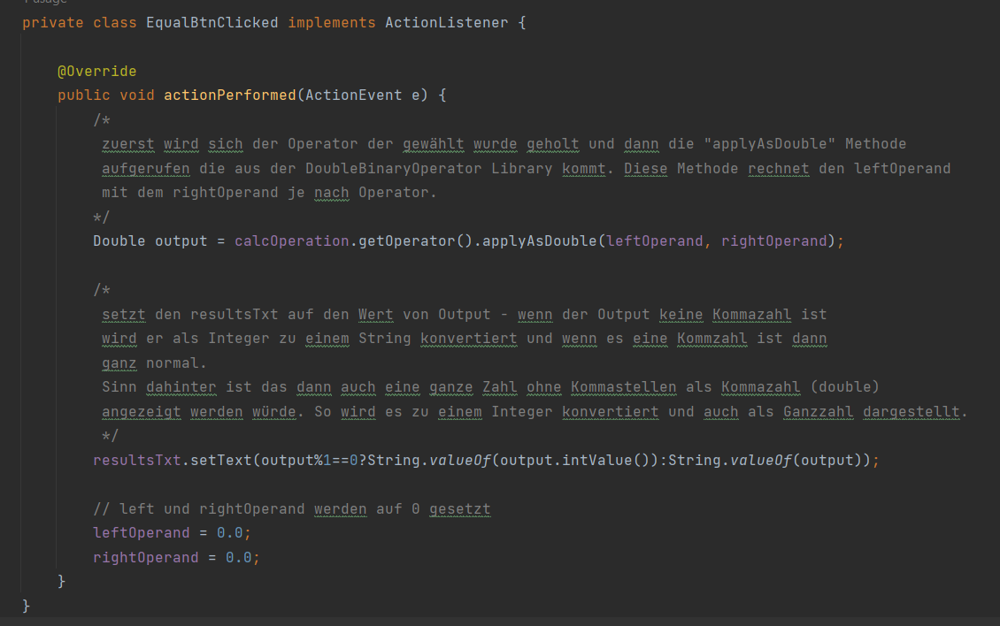 usage
private class EqualBtnClicked implements ActionListener {
@Override
public void actionPerformed(ActionEvent e) {
/*
zuerst wird sich der Operator der gewählt wurde geholt und dann die "applyAsDouble" Methode
aufgerufen die aus der DoubleBinaryOperator Library kommt. Diese Methode rechnet den leftOperand
mit dem rightOperand je nach Operator.
*/
Double output = calcOperation.getOperator().applyAsDouble(leftOperand, rightOperand);
/*
setzt den resultsTxt auf den Wert von Output - wenn der Output keine Kommazahl ist
wird er als Integer zu einem String konvertiert und wenn es eine Kommzahl ist dann
ganz normal.
Sinn dahinter ist das dann auch eine ganze Zahl ohne Kommastellen als Kommazahl (double)
angezeigt werden würde. So wird es zu einem Integer konvertiert und auch als Ganzzahl dargestellt.
*/
resultsTxt.setText(output%1==0?String.valueOf(output.intValue()):String.valueOf(output));
// left und rightOperand werden auf 0 gesetzt
leftOperand = 0.0;
rightOperand = 0.0;
}
}